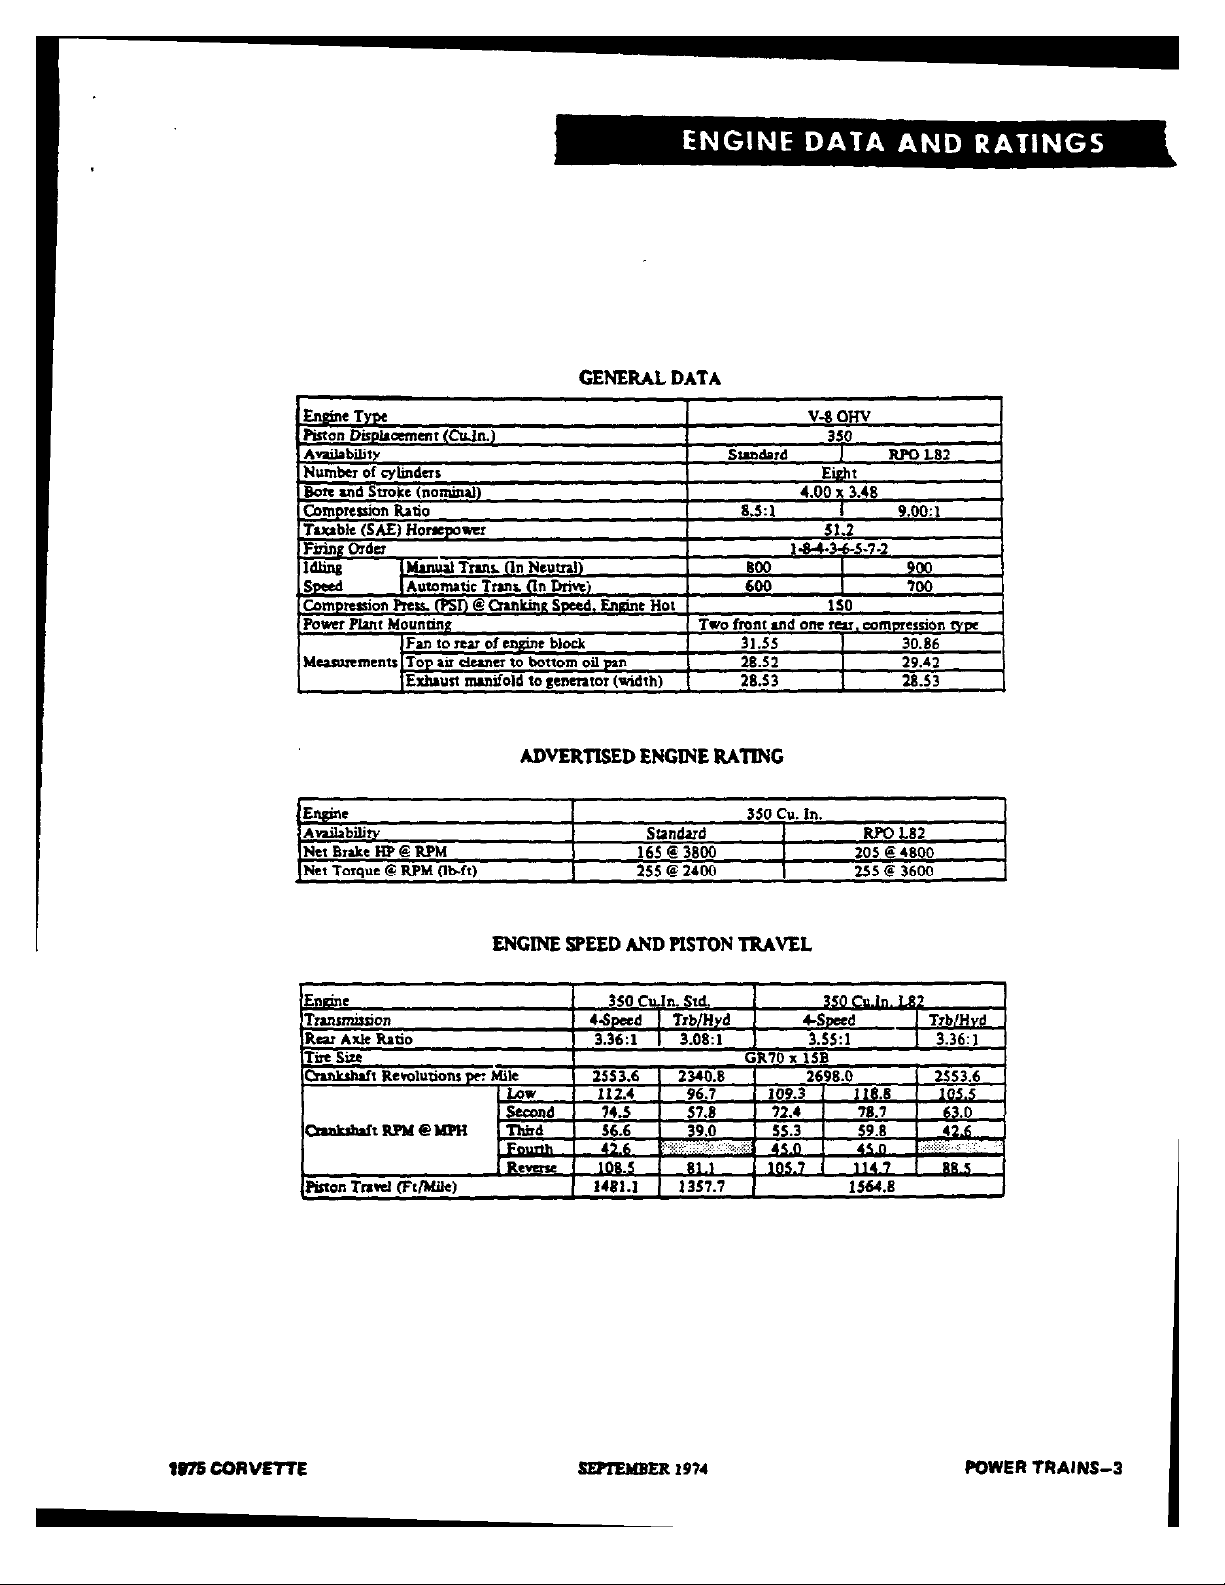 ENGINE DATA AND RATINGS
GENERAL DATA
Engine Type V-8 OHV
Piston Displacement (Cu.In.) 350
Availability Standard RPO L82
Number of cylinders Eight
Bore and Stroke (nominal) 4.00 x 3.48
Compression Ratio 8.5:1 9.00:1
Taxable (SAE) Horsepower 51.2
Firing Order 1-8-4-3-6-5-7-2
Idling Manual Trans. (In Neutral) 800 900
Speed Automatic Trans. (In Drive) 600 700
Compression Press. (PSI) @ Cranking Speed, Engine Hot 150
Power Plant Mounting Two front and one rear, compression type
Fan to rear of engine block 31.55 30.86
Measurements Top air cleaner to bottom oil pan 28.52 29.42
Exhaust manifold to generator (width) 28.53 28.53
ADVERTISED ENGINE RATING
Engine 350 Cu. In.
Availability Standard RPO L82
Net Brake HP @ RPM 165 @ 3800 205 @ 4800
Net Torque @ RPM (lb-ft) 255 @ 2400 255 @ 3600
ENGINE SPEED AND PISTON TRAVEL
Engine 350 Cu.In. Std. 350 Cu.In. L82
Transmission 4-Speed Trb/Hyd 4-Speed Trb/Hyd
Rear Axle Ratio 3.36:1 3.08:1 3.55:1 3.36:1
Tire Size GR70 x 15B
Crankshaft Revolutions per Mile 2553.6 2340.8 2698.0 2553.6
Low 112.4 96.7 109.3 118.8 105.5
Second 74.5 57.8 72.4 78.7 63.0
Crankshaft RPM @ MPH Third 56.6 39.0 55.3 59.8 42.6
Fourth 42.6 45.0 45.0
Reverse 108.5 81.1 105.7 114.7 88.5
Piston Travel (Ft/Mile) 1481.1 1357.7 1564.8
1975 CORVETTE SEPTEMBER 1974 POWER TRAINS-3